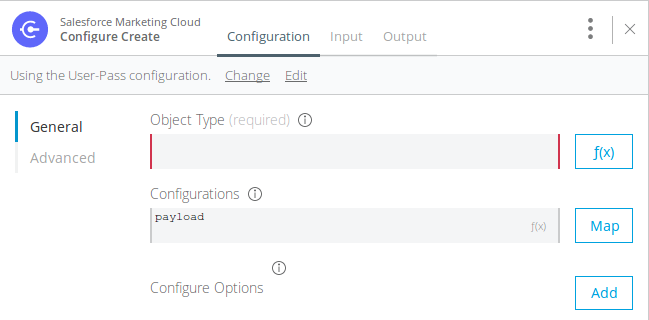 Salesforce Marketing Cloud
Configure Create
Configuration Input Output
Using the User-Pass configuration. Change Edit
General
Advanced
Object Type (required)
ƒ(x)
Configurations
payload
ƒ(x)
Map
Configure Options
Add